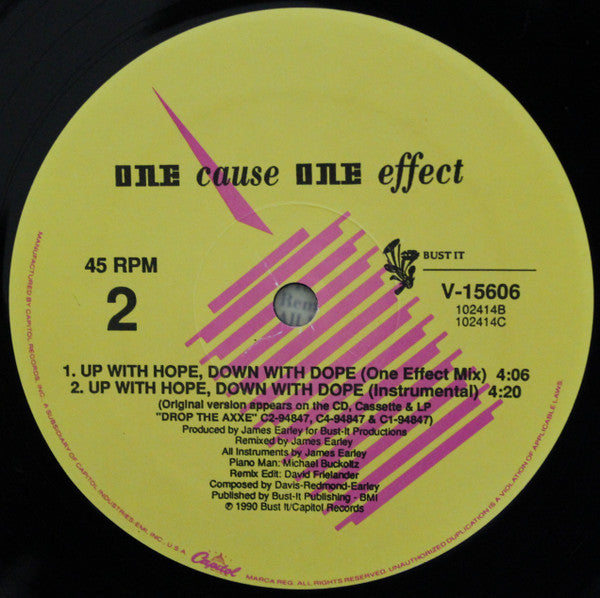 ONE cause ONE effect
BUST IT
45 RPM
2
V-15606
102414B
102414C
1. UP WITH HOPE, DOWN WITH DOPE (One Effect Mix) 4:06
2. UP WITH HOPE, DOWN WITH DOPE (Instrumental) 4:20
(Original version appears on the CD, Cassette & LP
"DROP THE AXXE" C2-94847, C4-94847 & C1-94847)
Produced by James Earley for Bust-It Productions
Remixed by James Earley
All Instruments by James Earley
Piano Man: Michael Buckoltz
Remix Edit: David Frielander
Composed by Davis-Redmond-Earley
Published by Bust-It Publishing - BMI
℗ 1990 Bust It/Capitol Records
MANUFACTURED BY CAPITOL RECORDS, INC., A SUBSIDIARY OF CAPITOL INDUSTRIES-EMI, INC., U.S.A.
Capitol
MARCA REG. ALL RIGHTS RESERVED. UNAUTHORIZED DUPLICATION IS A VIOLATION OF APPLICABLE LAWS.